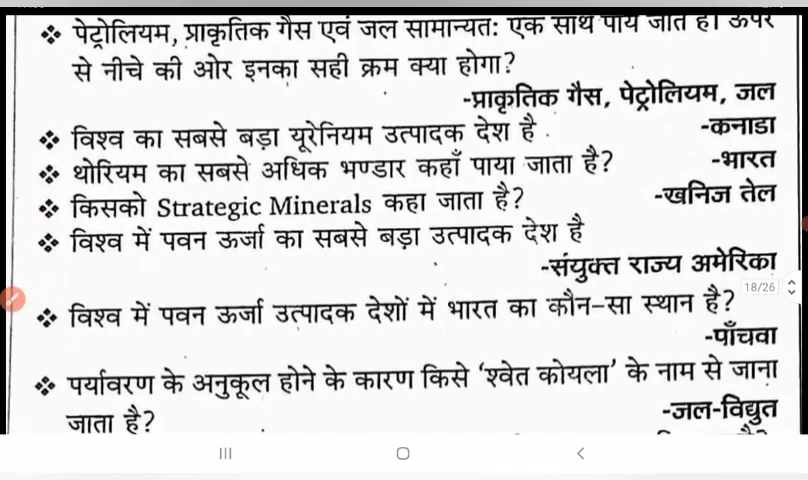 ❖ पेट्रोलियम, प्राकृतिक गैस एवं जल सामान्यत: एक साथ पाये जाते हैं। ऊपर
से नीचे की ओर इनका सही क्रम क्या होगा?
-प्राकृतिक गैस, पेट्रोलियम, जल
❖ विश्व का सबसे बड़ा यूरेनियम उत्पादक देश है -कनाडा
❖ थोरियम का सबसे अधिक भण्डार कहाँ पाया जाता है? -भारत
❖ किसको Strategic Minerals कहा जाता है? -खनिज तेल
❖ विश्व में पवन ऊर्जा का सबसे बड़ा उत्पादक देश है
-संयुक्त राज्य अमेरिका
18/26
❖ विश्व में पवन ऊर्जा उत्पादक देशों में भारत का कौन-सा स्थान है?
-पाँचवा
❖ पर्यावरण के अनुकूल होने के कारण किसे ‘श्वेत कोयला’ के नाम से जाना
जाता है? -जल-विद्युत